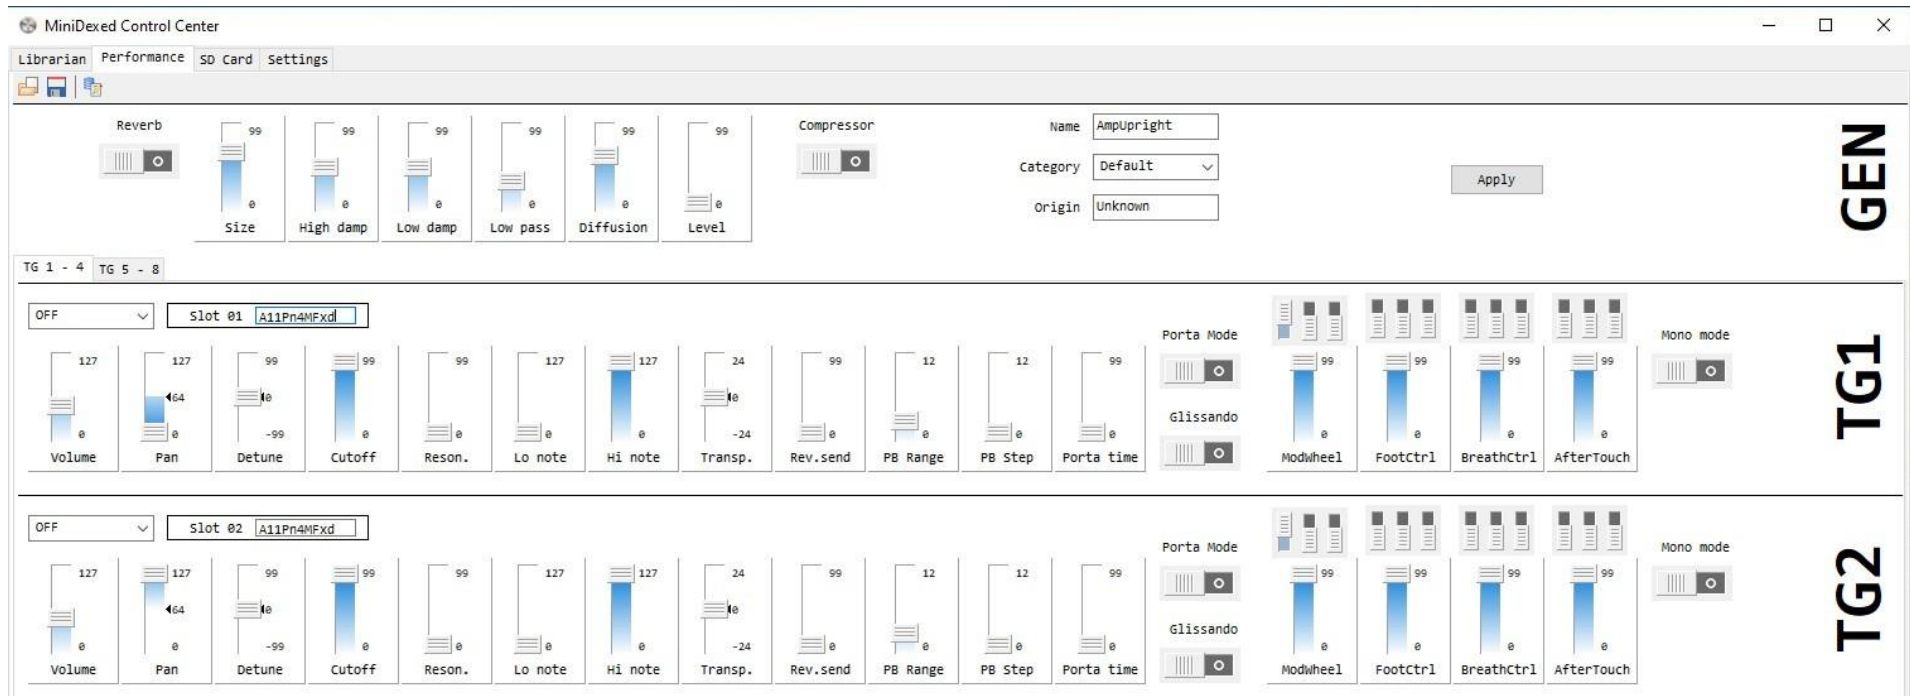 MiniDexed Control Center
Librarian Performance SD Card Settings
Reverb 99 99 99 99 99 99 Compressor Name AmpUpright
Category Default
0 0 0 0 0 0 Apply
Origin Unknown
Size High damp Low damp Low pass Diffusion Level
GEN
TG 1 - 4 TG 5 - 8
OFF Slot 01 A11Pn4MFxd
Porta Mode Mono mode
127 127 99 99 99 127 127 24 99 12 12 99 99 99 99 99
64 0 0
Glissando
0 0 -99 0 0 0 0 -24 0 0 0 0 0 0 0 0
Volume Pan Detune Cutoff Reson. Lo note Hi note Transp. Rev.send PB Range PB Step Porta time ModWheel FootCtrl BreathCtrl AfterTouch
TG1
OFF Slot 02 A11Pn4MFxd
Porta Mode Mono mode
127 127 99 99 99 127 127 24 99 12 12 99 99 99 99 99
64 0 0
Glissando
0 0 -99 0 0 0 0 -24 0 0 0 0 0 0 0 0
Volume Pan Detune Cutoff Reson. Lo note Hi note Transp. Rev.send PB Range PB Step Porta time ModWheel FootCtrl BreathCtrl AfterTouch
TG2